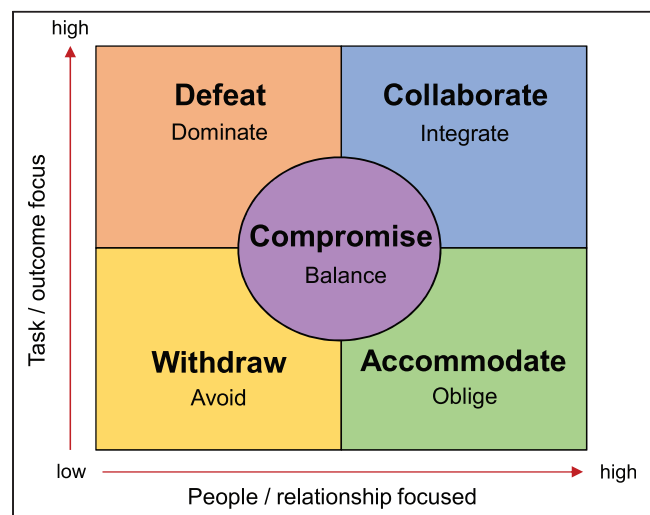 high
Defeat
Dominate
Collaborate
Integrate
Compromise
Balance
Withdraw
Avoid
Accommodate
Oblige
Task / outcome focus
low
high
People / relationship focused